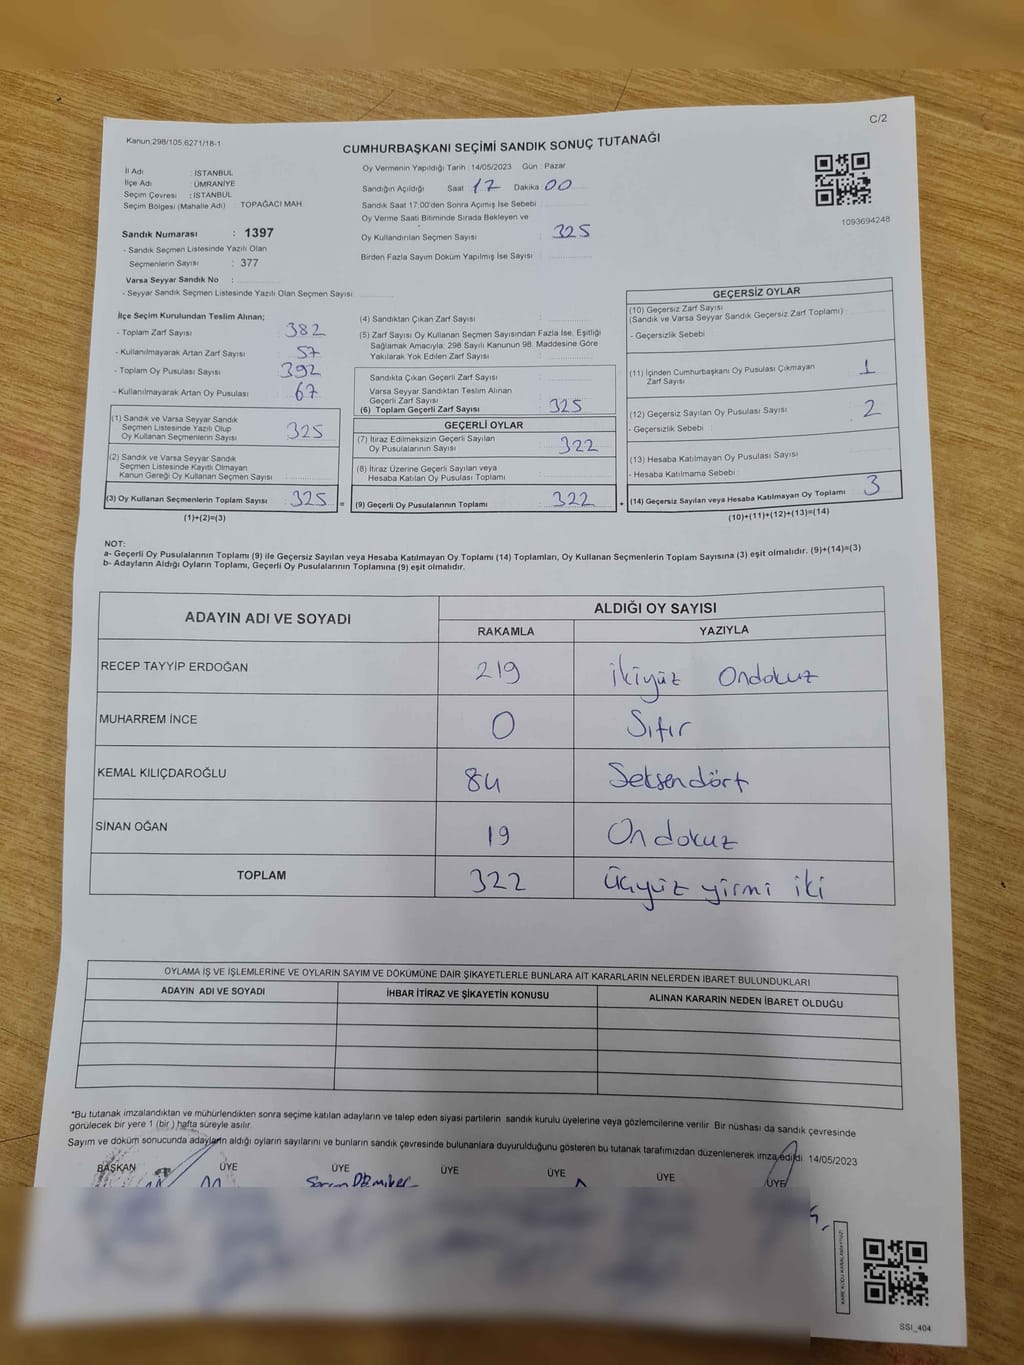 C/2
Kanun:298/105,6271/18-1
CUMHURBAŞKANI SEÇİMİ SANDIK SONUÇ TUTANAĞI
İl Adı : İSTANBUL
İlçe Adı : ÜMRANİYE
Seçim Çevresi : İSTANBUL
Seçim Bölgesi (Mahalle Adı) TOPAĞACI MAH.
Sandık Numarası : 1397
- Sandık Seçmen Listesinde Yazılı Olan
Seçmenlerin Sayısı : 377
Varsa Seyyar Sandık No :
- Seyyar Sandık Seçmen Listesinde Yazılı Olan Seçmen Sayısı:
Oy Vermenin Yapıldığı Tarih : 14/05/2023 Gün : Pazar
Sandığın Açıldığı Saat 17 Dakika : 00
Sandık Saat 17:00'den Sonra Açımış İse Sebebi :
Oy Verme Saati Bitiminde Sırada Bekleyen ve
Oy Kullandırılan Seçmen Sayısı : 325
Birden Fazla Sayım Döküm Yapılmış İse Sayısı :
1093694248
İlçe Seçim Kurulundan Teslim Alınan;
- Toplam Zarf Sayısı : 382
- Kullanılmayarak Artan Zarf Sayısı : 57
- Toplam Oy Pusulası Sayısı : 392
- Kullanılmayarak Artan Oy Pusulası : 67
(1) Sandık ve Varsa Seyyar Sandık
Seçmen Listesinde Yazılı Olup
Oy Kullanan Seçmenlerin Sayısı : 325
(2) Sandık ve Varsa Seyyar Sandık
Seçmen Listesinde Kayıtlı Olmayan
Kanun Gereği Oy Kullanan Seçmen Sayısı :
(3) Oy Kullanan Seçmenlerin Toplam Sayısı : 325 =
(1)+(2)=(3)
(4) Sandıktan Çıkan Zarf Sayısı :
(5) Zarf Sayısı Oy Kullanan Seçmen Sayısından Fazla İse, Eşitliği
Sağlamak Amacıyla; 298 Sayılı Kanunun 98. Maddesine Göre
Yakılarak Yok Edilen Zarf Sayısı :
Sandıkta Çıkan Geçerli Zarf Sayısı :
Varsa Seyyar Sandıktan Teslim Alınan
Geçerli Zarf Sayısı :
(6) Toplam Geçerli Zarf Sayısı : 325
GEÇERLİ OYLAR
(7) İtiraz Edilmeksizin Geçerli Sayılan
Oy Pusulalarının Sayısı : 322
(8) İtiraz Üzerine Geçerli Sayılan veya
Hesaba Katılan Oy Pusulası Toplamı :
(9) Geçerli Oy Pusulalarının Toplamı : 322 +
GEÇERSİZ OYLAR
(10) Geçersiz Zarf Sayısı
(Sandık ve Varsa Seyyar Sandık Geçersiz Zarf Toplamı)
- Geçersizlik Sebebi
(11) İçinden Cumhurbaşkanı Oy Pusulası Çıkmayan
Zarf Sayısı : 1
(12) Geçersiz Sayılan Oy Pusulası Sayısı : 2
- Geçersizlik Sebebi :
(13) Hesaba Katılmayan Oy Pusulası Sayısı
- Hesaba Katılmama Sebebi :
(14) Geçersiz Sayılan veya Hesaba Katılmayan Oy Toplamı : 3
(10)+(11)+(12)+(13)=(14)
NOT:
a- Geçerli Oy Pusulalarının Toplamı (9) ile Geçersiz Sayılan veya Hesaba Katılmayan Oy Toplamı (14) Toplamları, Oy Kullanan Seçmenlerin Toplam Sayısına (3) eşit olmalıdır. (9)+(14)=(3)
b- Adayların Aldığı Oyların Toplamı, Geçerli Oy Pusulalarının Toplamına (9) eşit olmalıdır.
ADAYIN ADI VE SOYADI ALDIĞI OY SAYISI
RAKAMLA YAZIYLA
RECEP TAYYİP ERDOĞAN 219 ikiyüz Ondokuz
MUHARREM İNCE 0 Sıfır
KEMAL KILIÇDAROĞLU 84 Seksendört
SİNAN OĞAN 19 Ondokuz
TOPLAM 322 Üçyüz yirmi iki
OYLAMA İŞ VE İŞLEMLERİNE VE OYLARIN SAYIM VE DÖKÜMÜNE DAİR ŞİKAYETLERLE BUNLARA AİT KARARLARIN NELERDEN İBARET BULUNDUKLARI
ADAYIN ADI VE SOYADI İHBAR İTİRAZ VE ŞİKAYETİN KONUSU ALINAN KARARIN NEDEN İBARET OLDUĞU
*Bu tutanak imzalandıktan ve mühürlendikten sonra seçime katılan adayların ve talep eden siyasi partilerin sandık kurulu üyelerine veya gözlemcilerine verilir. Bir nüshası da sandık çevresinde
görülecek bir yere 1 (bir ) hafta süreyle asılır.
Sayım ve döküm sonucunda adayların aldığı oyların sayılarını ve bunların sandık çevresinde bulunanlara duyurulduğunu gösteren bu tutanak tarafımızdan düzenlenerek imza edildi. 14/05/2023
BAŞKAN ÜYE ÜYE ÜYE ÜYE ÜYE ÜYE
SSI_404